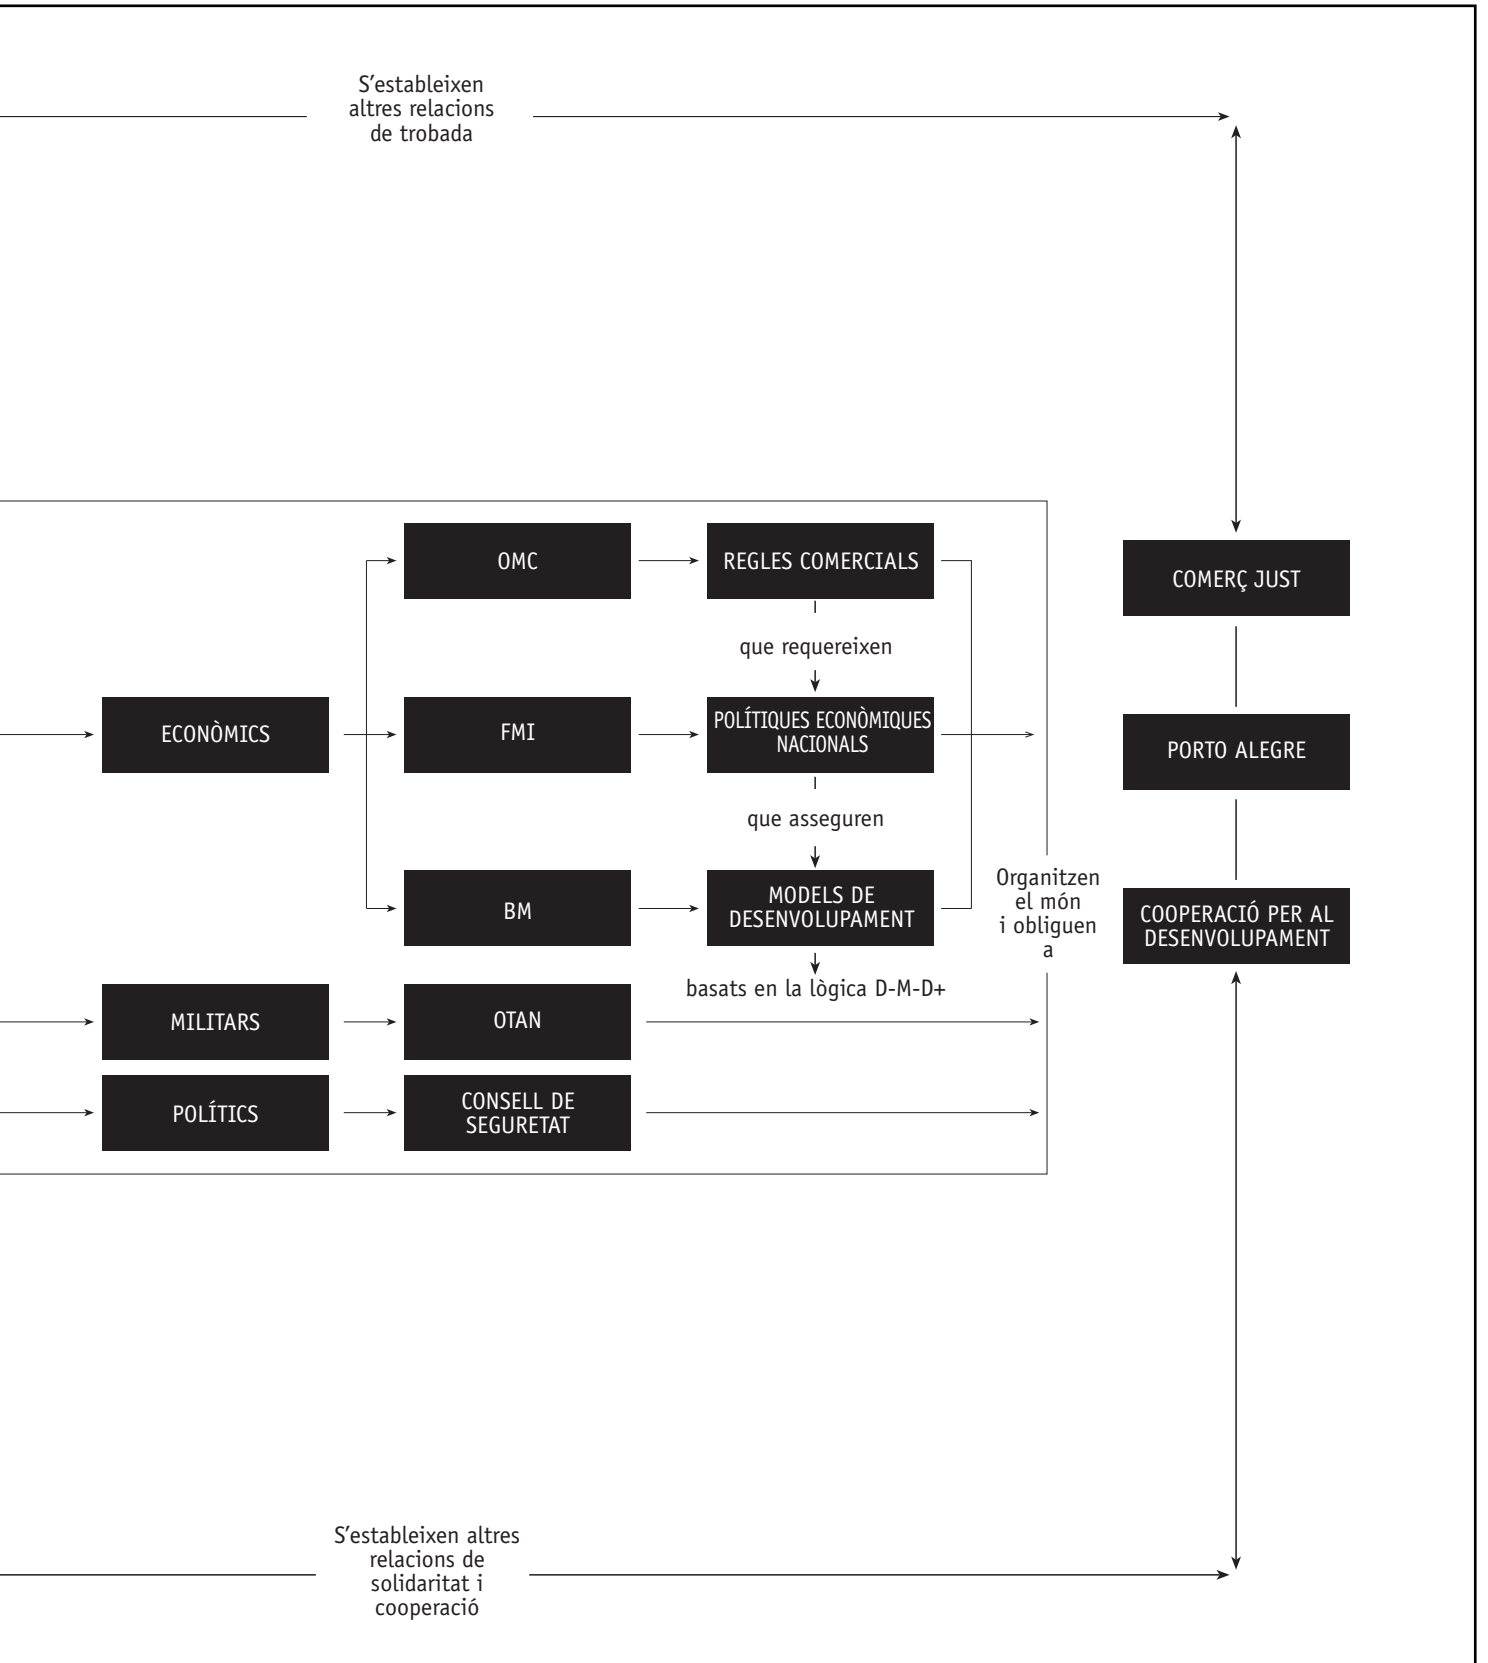 S'estableixen
altres relacions
de trobada
OMC
REGLES COMERCIALS
COMERÇ JUST
que requereixen
ECONÒMICS
FMI
POLÍTIQUES ECONÒMIQUES
NACIONALS
PORTO ALEGRE
que asseguren
BM
MODELS DE
DESENVOLUPAMENT
Organitzen
el món
i obliguen
a
COOPERACIÓ PER AL
DESENVOLUPAMENT
basats en la lògica D-M-D+
MILITARS
OTAN
POLÍTICS
CONSELL DE
SEGURETAT
S'estableixen altres
relacions de
solidaritat i
cooperació